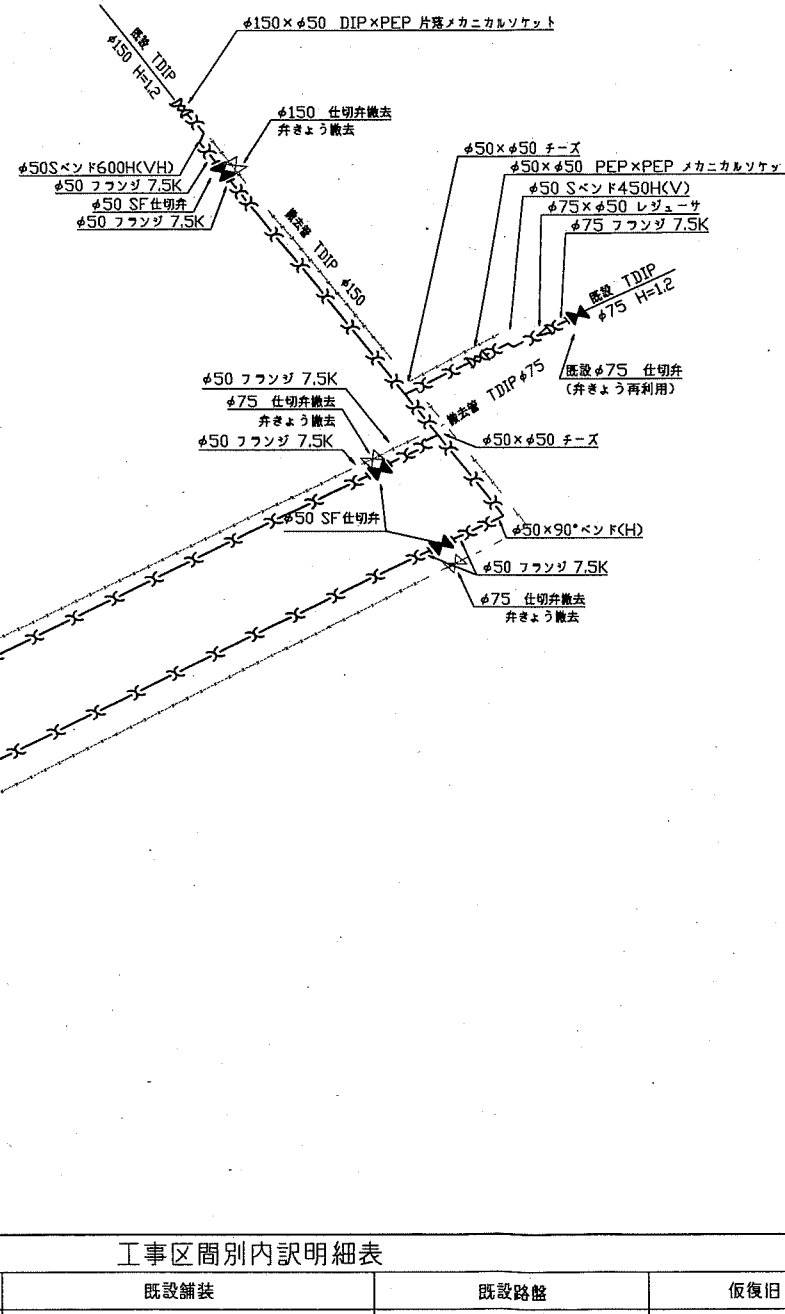 φ150×φ50 DIP×PEP 片落メカニカルソケット
既設 TDIP
φ150 H=1.2
φ150 仕切弁撤去
弁きょう撤去
φ50Sベンド600H(VH)
φ50 フランジ 7.5K
φ50 SF仕切弁
φ50 フランジ 7.5K
φ50×φ50 チーズ
φ50×φ50 PEP×PEP メカニカルソケッ
φ50 Sベンド450H(V)
φ75×φ50 レジューサ
φ75 フランジ 7.5K
撤去管 TDIP φ150
既設 TDIP
φ75 H=1.2
既設φ75 仕切弁
(弁きょう再利用)
φ50 フランジ 7.5K
φ75 仕切弁撤去
弁きょう撤去
φ50 フランジ 7.5K
撤去管 TDIPφ75
φ50×φ50 チーズ
φ50 SF仕切弁
φ50×90°ベンド(H)
φ50 フランジ 7.5K
φ75 仕切弁撤去
弁きょう撤去
工事区間別内訳明細表
既設舗装
既設路盤
仮復旧